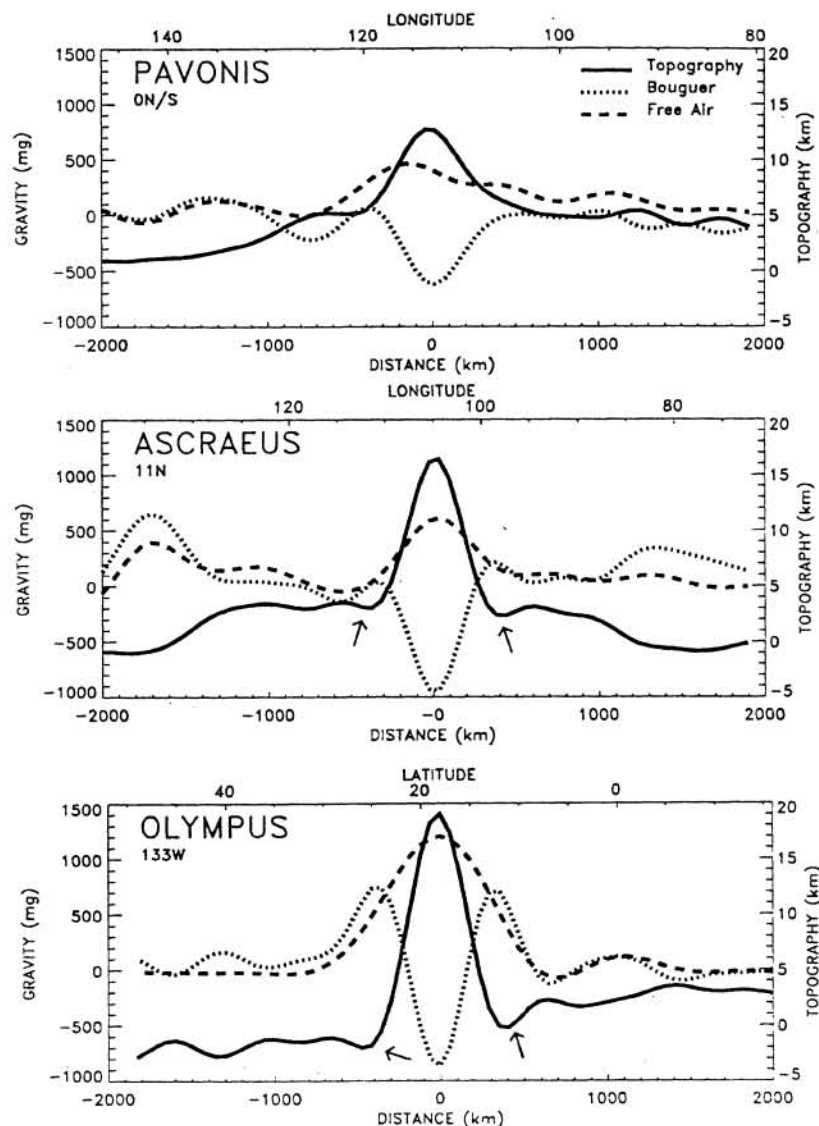 LONGITUDE
140 120 100 80
PAVONIS
0N/S
Topography
Bouguer
Free Air
GRAVITY (mg)
1500
1000
500
0
-500
-1000
TOPOGRAPHY (km)
20
15
10
5
0
-5
-2000 -1000 0 1000 2000
DISTANCE (km)
LONGITUDE
120 100 80
ASCRAEUS
11N
GRAVITY (mg)
1500
1000
500
0
-500
-1000
TOPOGRAPHY (km)
20
15
10
5
0
-5
-2000 -1000 -0 1000 2000
DISTANCE (km)
LATITUDE
40 20 0
OLYMPUS
133W
GRAVITY (mg)
1500
1000
500
0
-500
-1000
TOPOGRAPHY (km)
20
15
10
5
0
-5
-2000 -1000 0 1000 2000
DISTANCE (km)